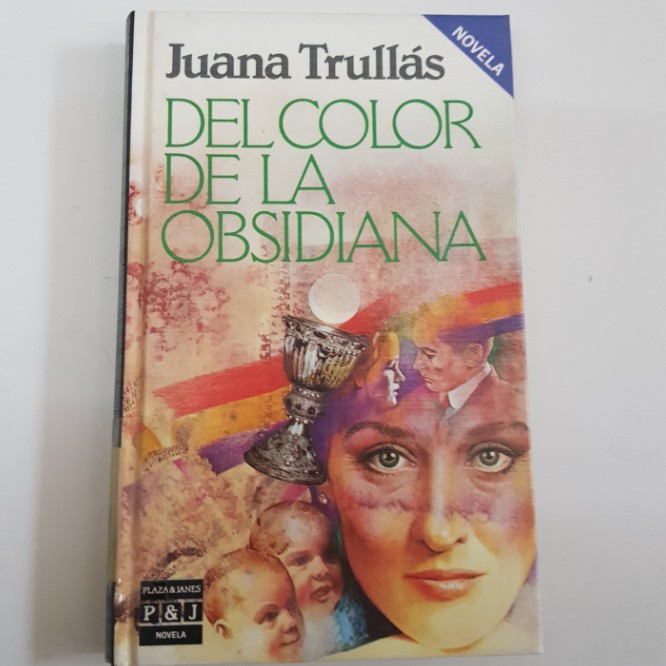 Juana Trullás
NOVELA
DEL COLOR
DE LA
OBSIDIANA
PLAZA & JANES
P & J
NOVELA